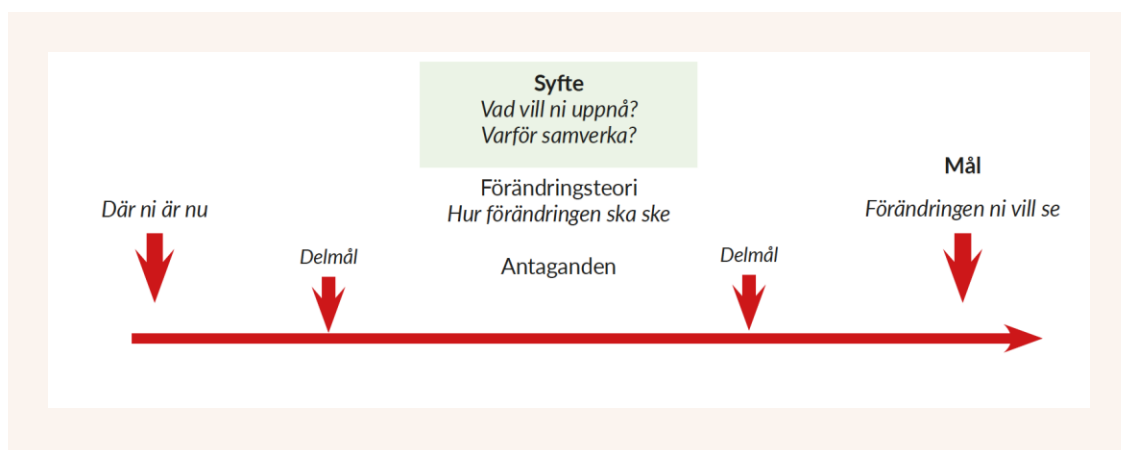 Syfte
Vad vill ni uppnå?
Varför samverka?
Förändringsteori
Hur förändringen ska ske
Antaganden
Där ni är nu
Delmål
Delmål
Mål
Förändringen ni vill se